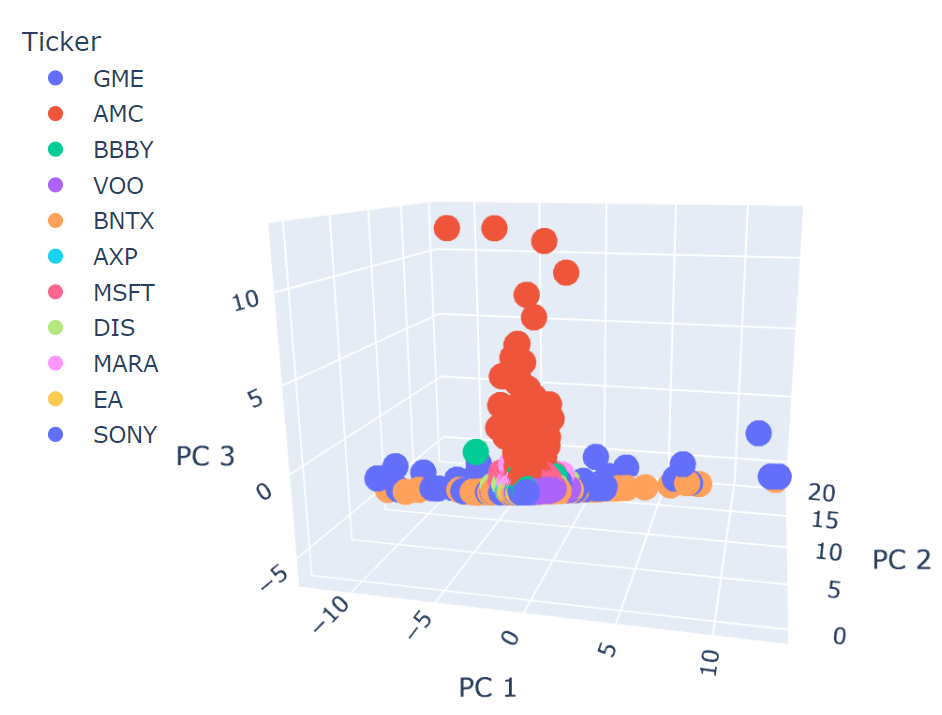 Ticker
GME
AMC
BBBY
VOO
BNTX
AXP
MSFT
DIS
MARA
EA
SONY
10
5
0
−5
PC 3
−10
−5
0
5
10
PC 1
20
15
10
5
0
PC 2